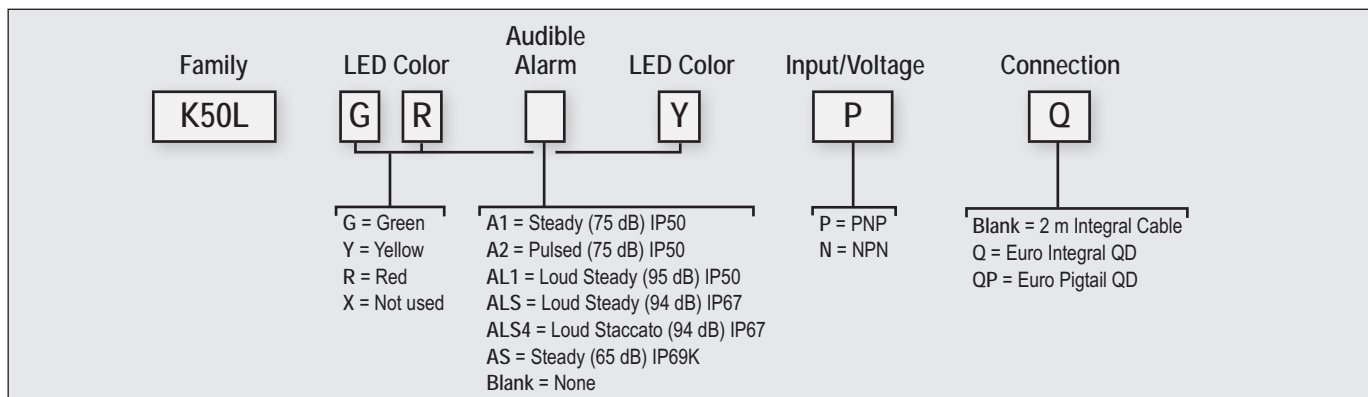 Family LED Color Audible Alarm LED Color Input/Voltage Connection
K50L G R Y P Q
G = Green
Y = Yellow
R = Red
X = Not used
A1 = Steady (75 dB) IP50
A2 = Pulsed (75 dB) IP50
AL1 = Loud Steady (95 dB) IP50
ALS = Loud Steady (94 dB) IP67
ALS4 = Loud Staccato (94 dB) IP67
AS = Steady (65 dB) IP69K
Blank = None
P = PNP
N = NPN
Blank = 2 m Integral Cable
Q = Euro Integral QD
QP = Euro Pigtail QD